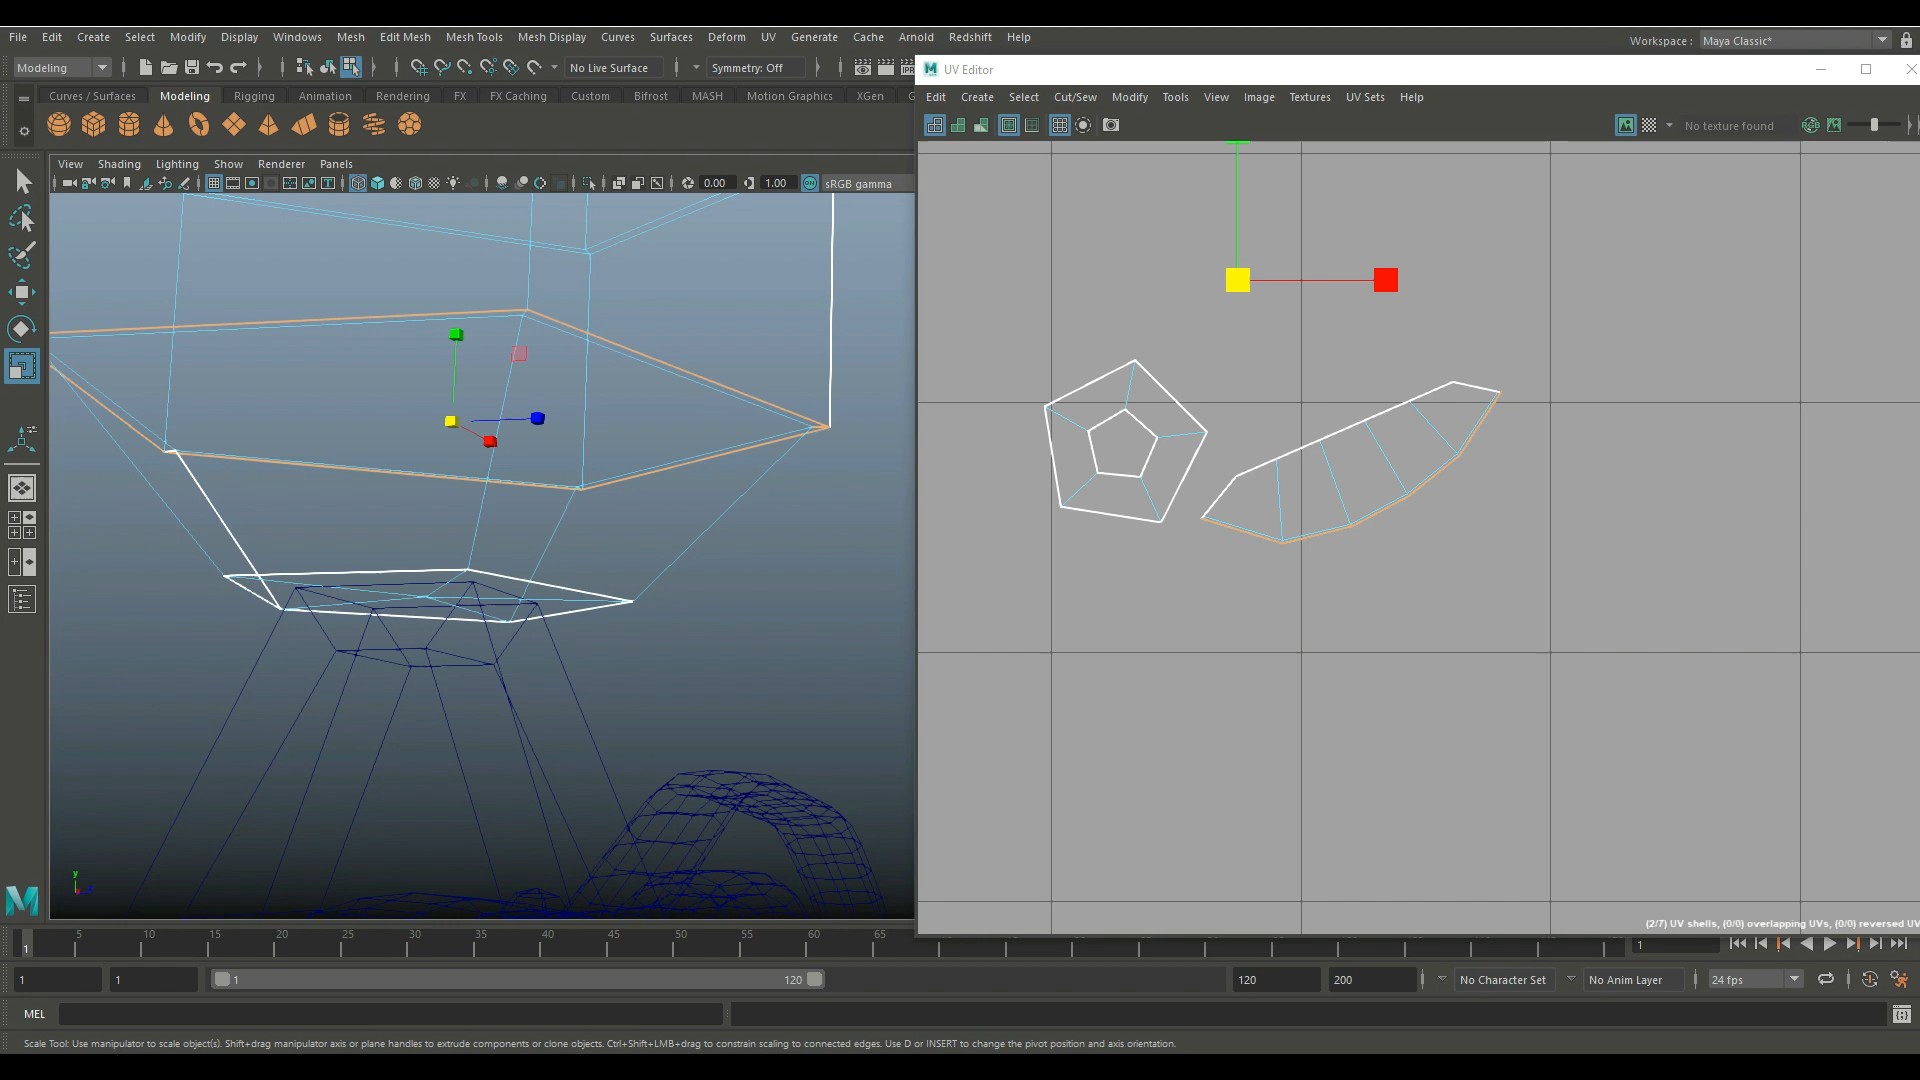 File Edit Create Select Modify Display Windows Mesh Edit Mesh Mesh Tools Mesh Display Curves Surfaces Deform UV Generate Cache Arnold Redshift Help
Workspace : Maya Classic*
Modeling No Live Surface Symmetry: Off IPR
UV Editor
Curves / Surfaces Modeling Rigging Animation Rendering FX FX Caching Custom Bifrost MASH Motion Graphics XGen G
Edit Create Select Cut/Sew Modify Tools View Image Textures UV Sets Help
No texture found RGB
View Shading Lighting Show Renderer Panels
0.00 1.00 ON sRGB gamma
y
(2/7) UV shells, (0/0) overlapping UVs, (0/0) reversed UV
5 10 15 20 25 30 35 40 45 50 55 60 65
1 1
1 1 1 120 120 200 No Character Set No Anim Layer 24 fps
MEL
Scale Tool: Use manipulator to scale object(s). Shift+drag manipulator axis or plane handles to extrude components or clone objects. Ctrl+Shift+LMB+drag to constrain scaling to connected edges. Use D or INSERT to change the pivot position and axis orientation.